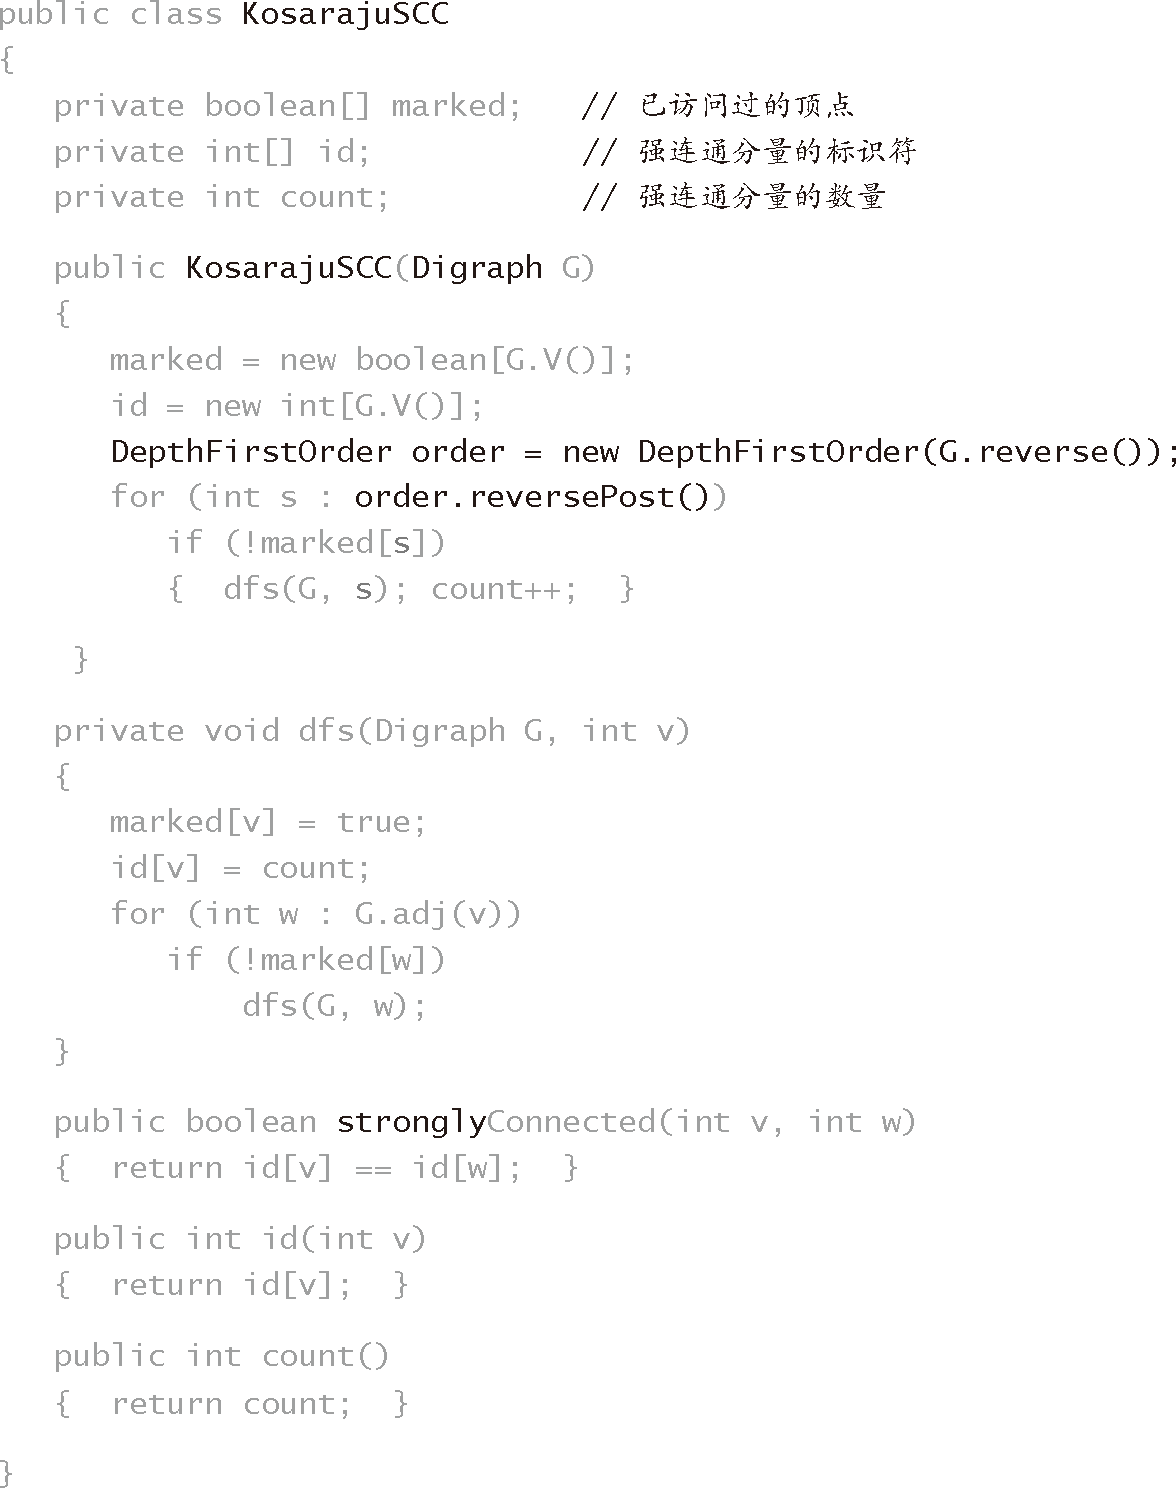 public class KosarajuSCC
{
   private boolean[] marked;   // 已访问过的顶点
   private int[] id;           // 强连通分量的标识符
   private int count;          // 强连通分量的数量
   public KosarajuSCC(Digraph G)
   {
      marked = new boolean[G.V()];
      id = new int[G.V()];
      DepthFirstOrder order = new DepthFirstOrder(G.reverse());
      for (int s : order.reversePost())
         if (!marked[s])
         {  dfs(G, s); count++;  }
    }
   private void dfs(Digraph G, int v)
   {
      marked[v] = true;
      id[v] = count;
      for (int w : G.adj(v))
         if (!marked[w])
             dfs(G, w);
   }
   public boolean stronglyConnected(int v, int w)
   {  return id[v] == id[w];  }
   public int id(int v)
   {  return id[v];  }
   public int count()
   {  return count;  }
}